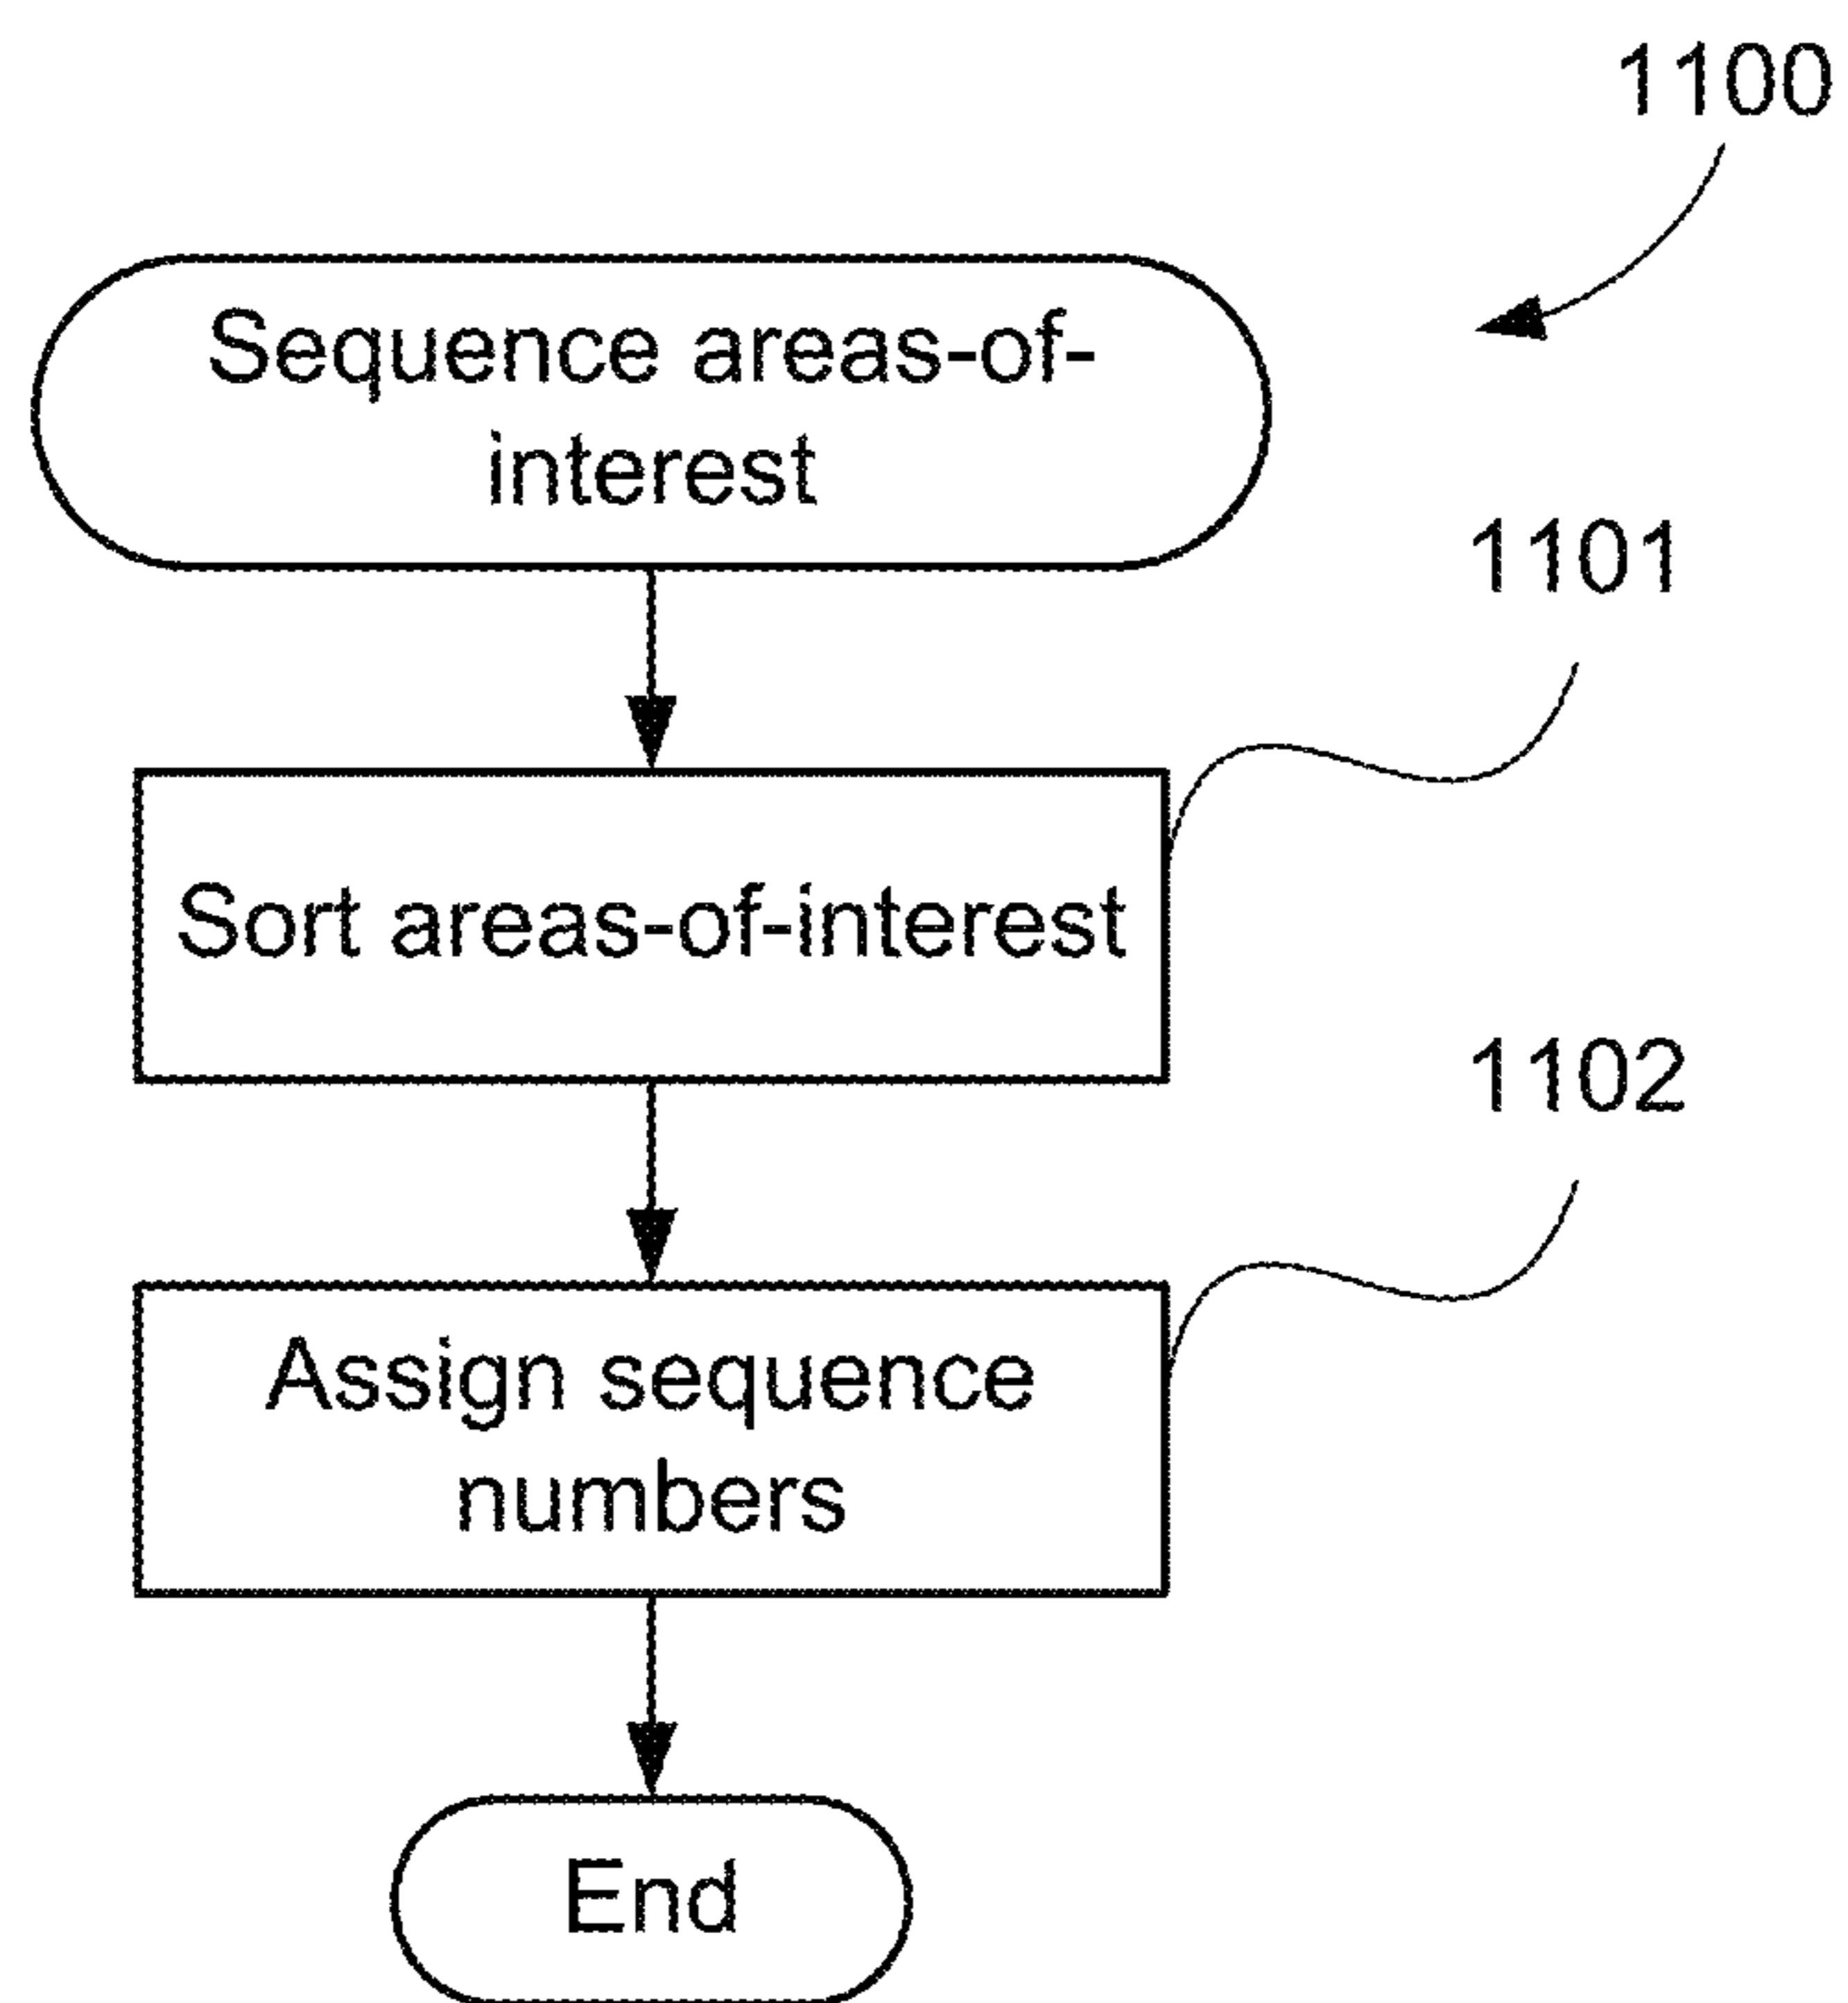 1100
Sequence areas-of-
interest
1101
Sort areas-of-interest
1102
Assign sequence
numbers
End